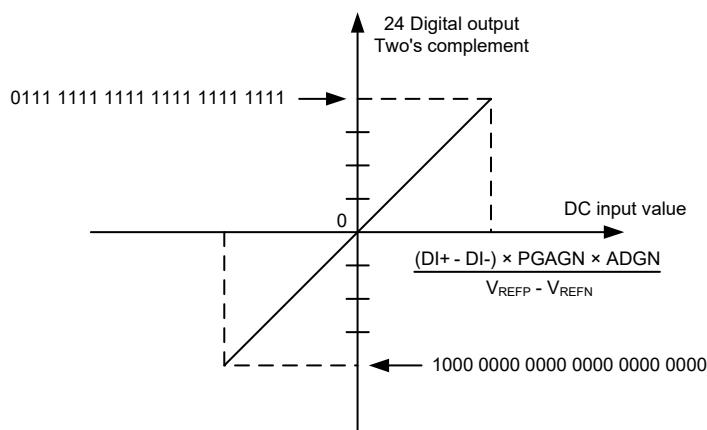 24 Digital output
Two's complement
0111 1111 1111 1111 1111 1111
0
DC input value
(DI+ - DI-) × PGAGN × ADGN
VREFP - VREFN
1000 0000 0000 0000 0000 0000